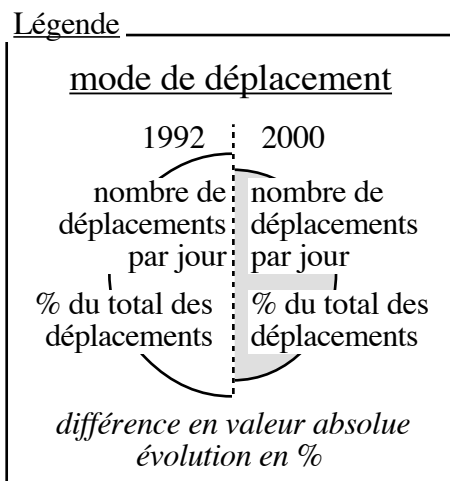 Légende
mode de déplacement
1992 2000
nombre de déplacements par jour
nombre de déplacements par jour
% du total des déplacements
% du total des déplacements
différence en valeur absolue
évolution en %